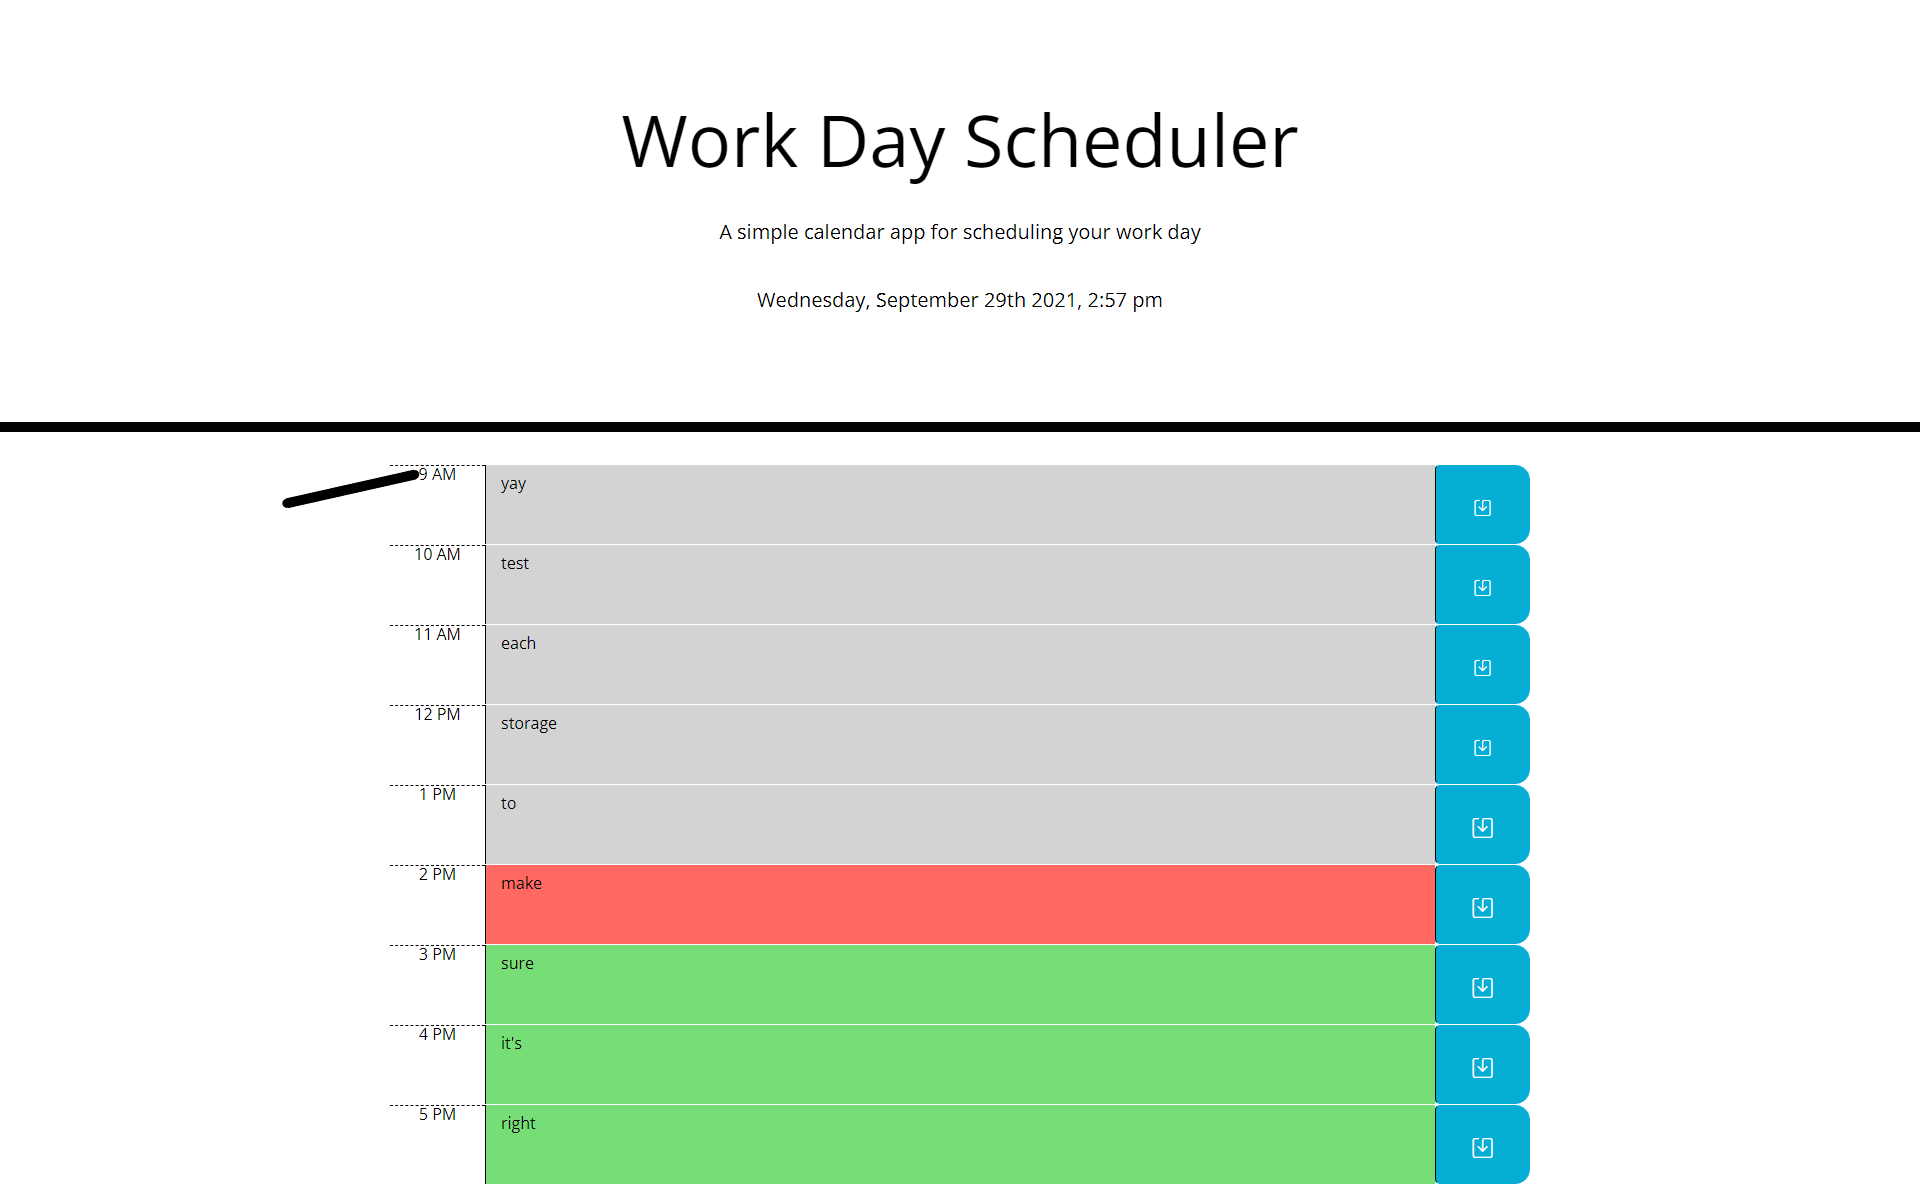 Work Day Scheduler
A simple calendar app for scheduling your work day
Wednesday, September 29th 2021, 2:57 pm
9 AM yay
10 AM test
11 AM each
12 PM storage
1 PM to
2 PM make
3 PM sure
4 PM it's
5 PM right